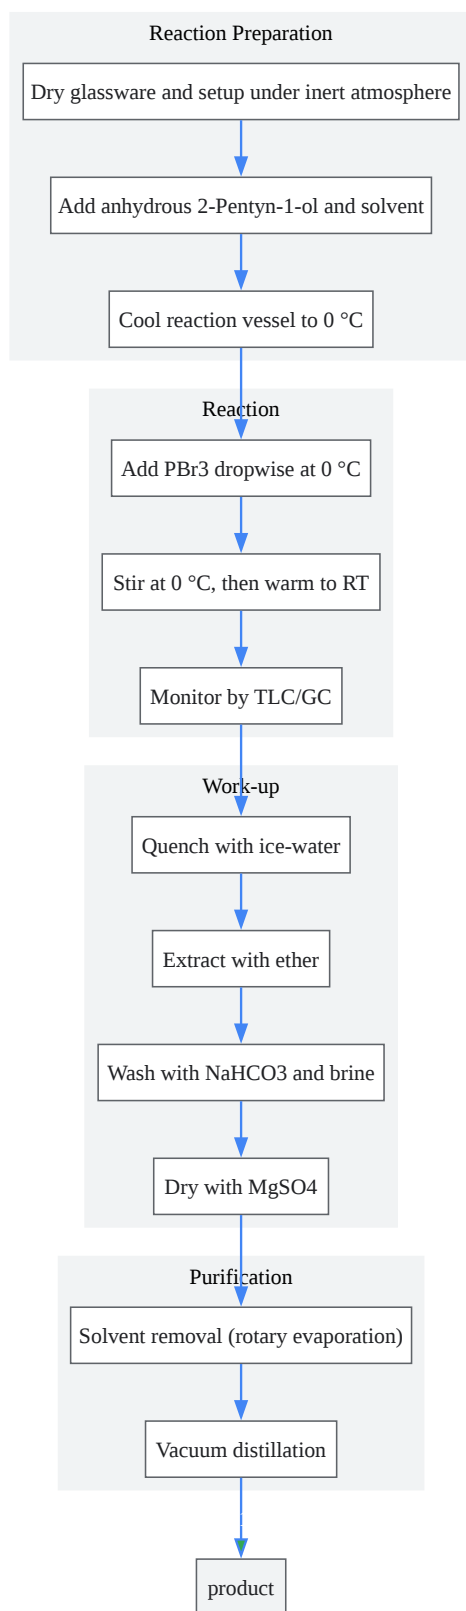 Reaction Preparation
Dry glassware and setup under inert atmosphere
Add anhydrous 2-Pentyn-1-ol and solvent
Cool reaction vessel to 0 °C
Reaction
Add PBr3 dropwise at 0 °C
Stir at 0 °C, then warm to RT
Monitor by TLC/GC
Work-up
Quench with ice-water
Extract with ether
Wash with NaHCO3 and brine
Dry with MgSO4
Purification
Solvent removal (rotary evaporation)
Vacuum distillation
product